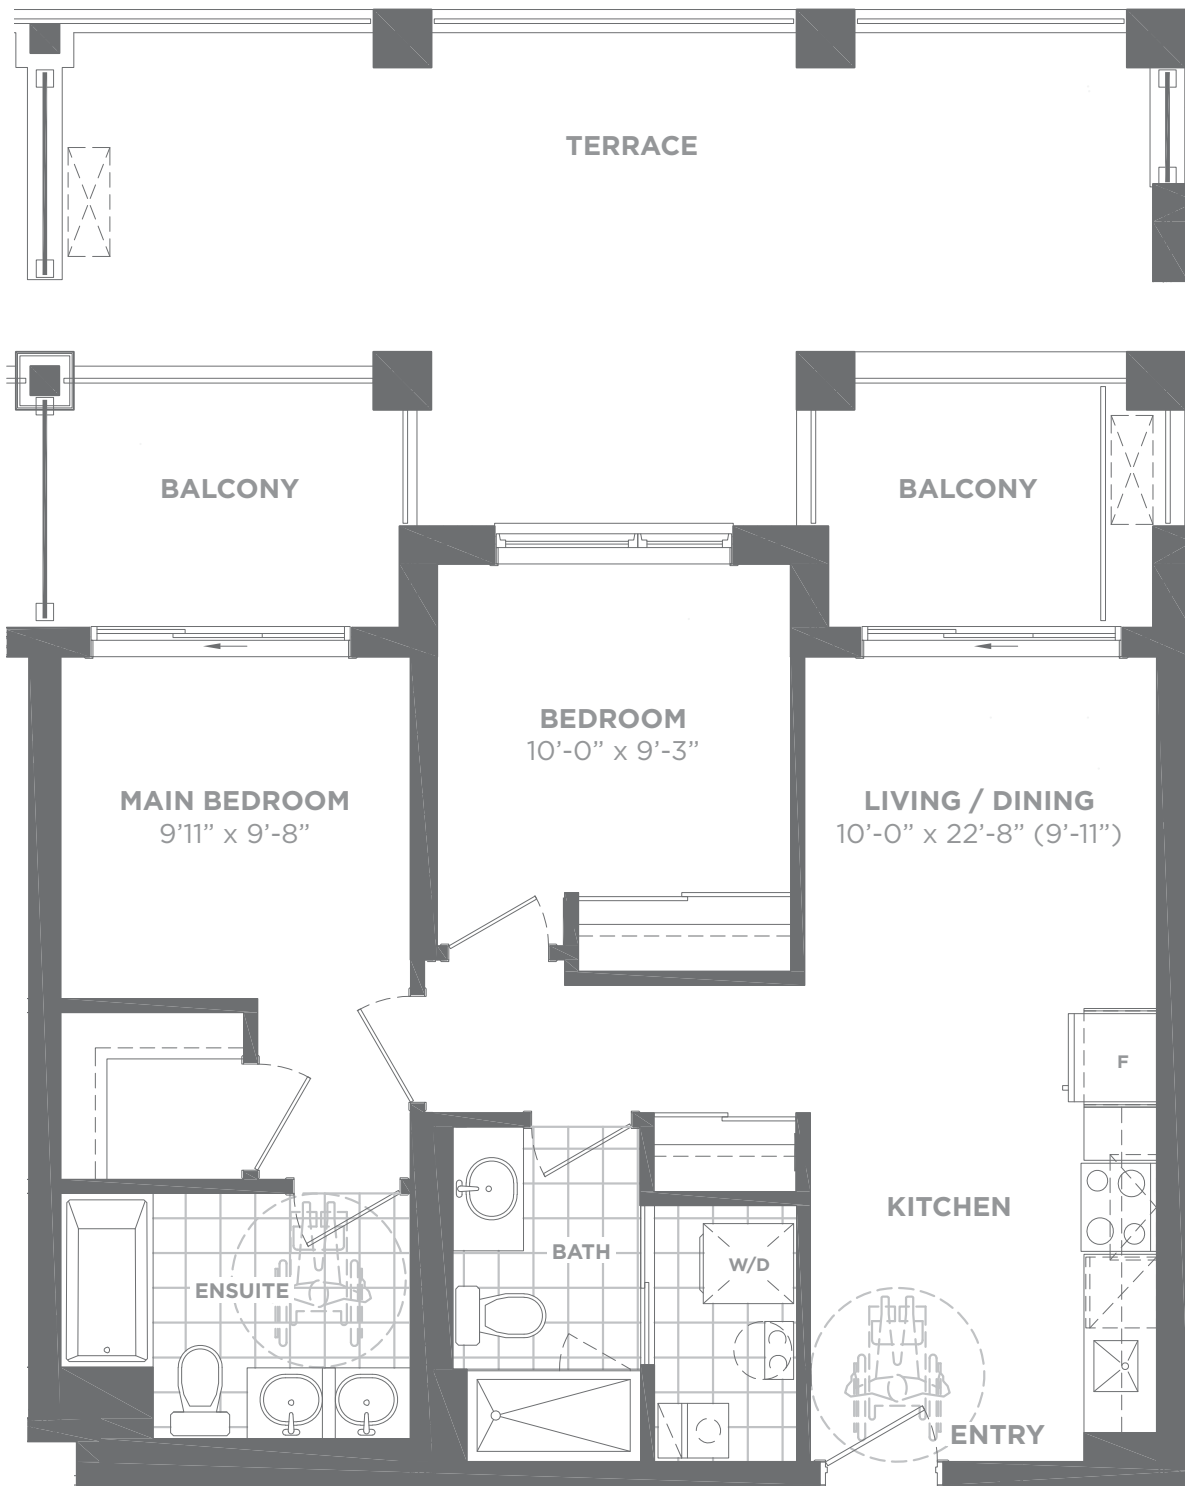 TERRACE
BALCONY
BALCONY
BEDROOM
10’-0” x 9’-3”
MAIN BEDROOM
9’11” x 9’-8”
LIVING / DINING
10’-0” x 22’-8” (9’-11”)
F
KITCHEN
BATH
W/D
ENSUITE
ENTRY